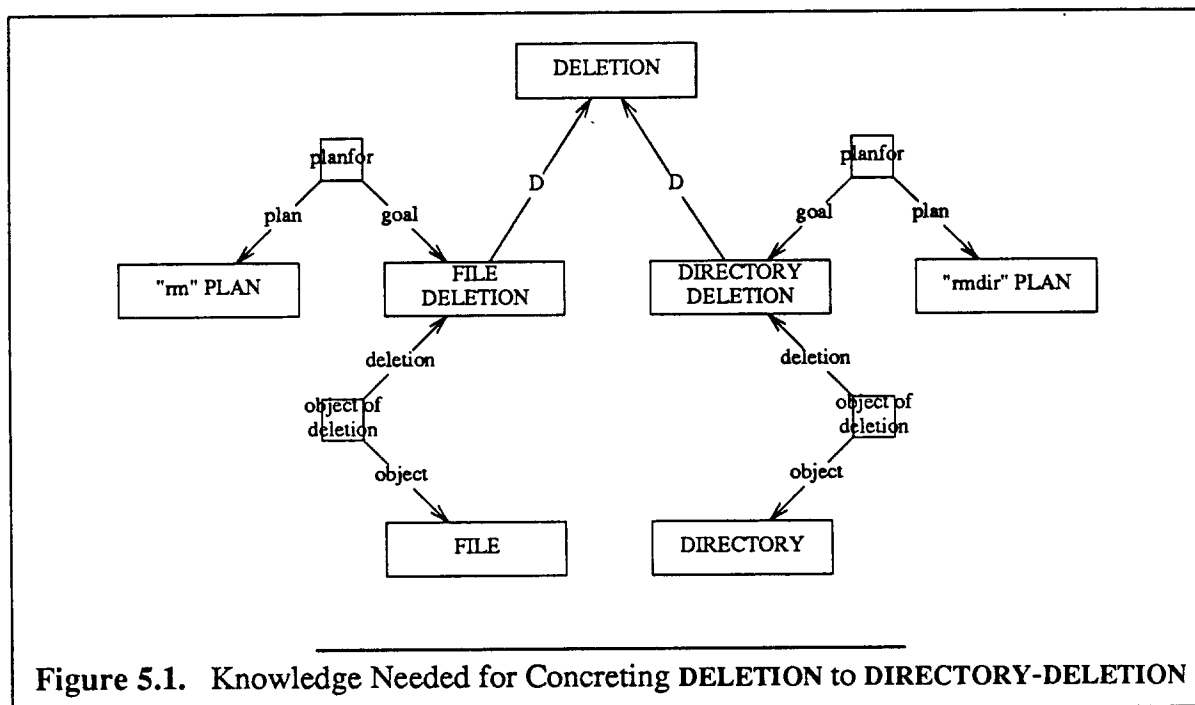 DELETION
planfor
planfor
D
D
plan
goal
goal
plan
"rm" PLAN
FILE
DELETION
DIRECTORY
DELETION
"rmdir" PLAN
deletion
deletion
object of
deletion
object of
deletion
object
object
FILE
DIRECTORY
Figure 5.1. Knowledge Needed for Concreting DELETION to DIRECTORY-DELETION